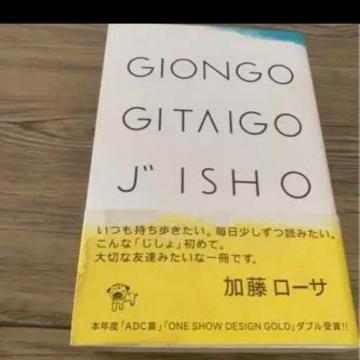 GIONGO
GITAIGO
J" ISHO
いつも持ち歩きたい。毎日少しずつ読みたい。
こんな「じしょ」初めて。
大切な友達みたいな一冊です。
加藤ローサ
本年度「ADC賞」「ONE SHOW DESIGN GOLD」ダブル受賞!!